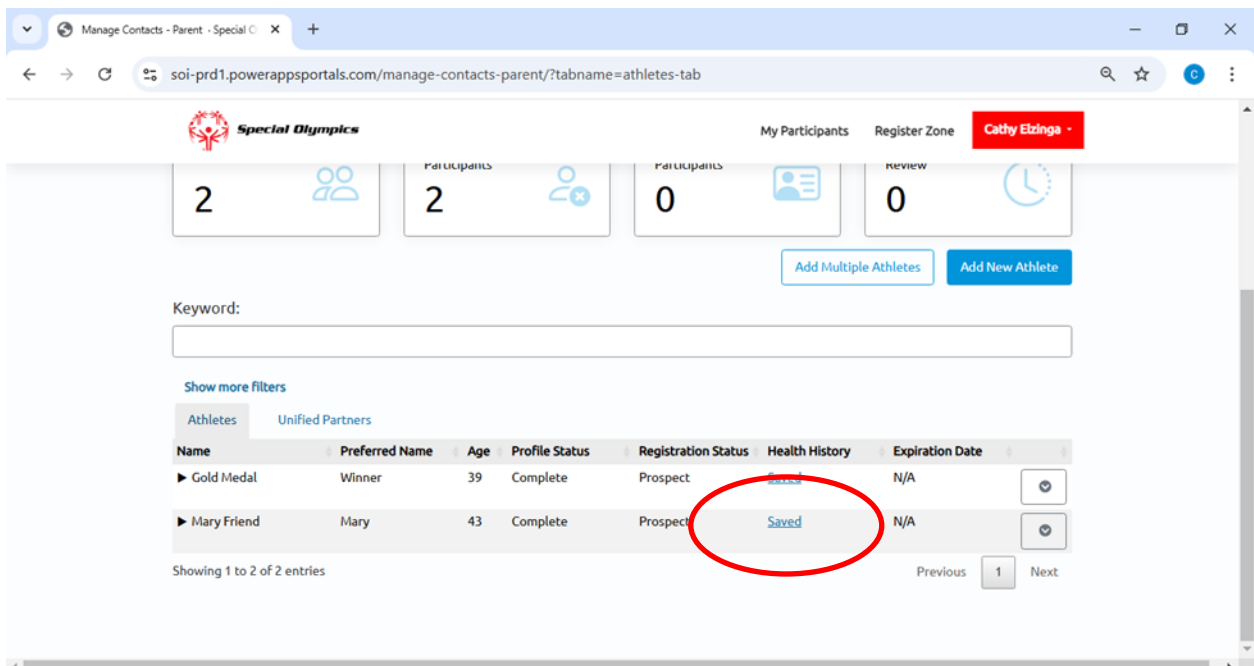 Manage Contacts - Parent - Special O
soi-prd1.powerappsportals.com/manage-contacts-parent/?tabname=athletes-tab
C
Special Olympics
My Participants Register Zone Cathy Elzinga
Participants Participants Review
2 2 0 0
Add Multiple Athletes Add New Athlete
Keyword:
Show more filters
Athletes Unified Partners
Name Preferred Name Age Profile Status Registration Status Health History Expiration Date
Gold Medal Winner 39 Complete Prospect Saved N/A
Mary Friend Mary 43 Complete Prospect Saved N/A
Showing 1 to 2 of 2 entries Previous 1 Next